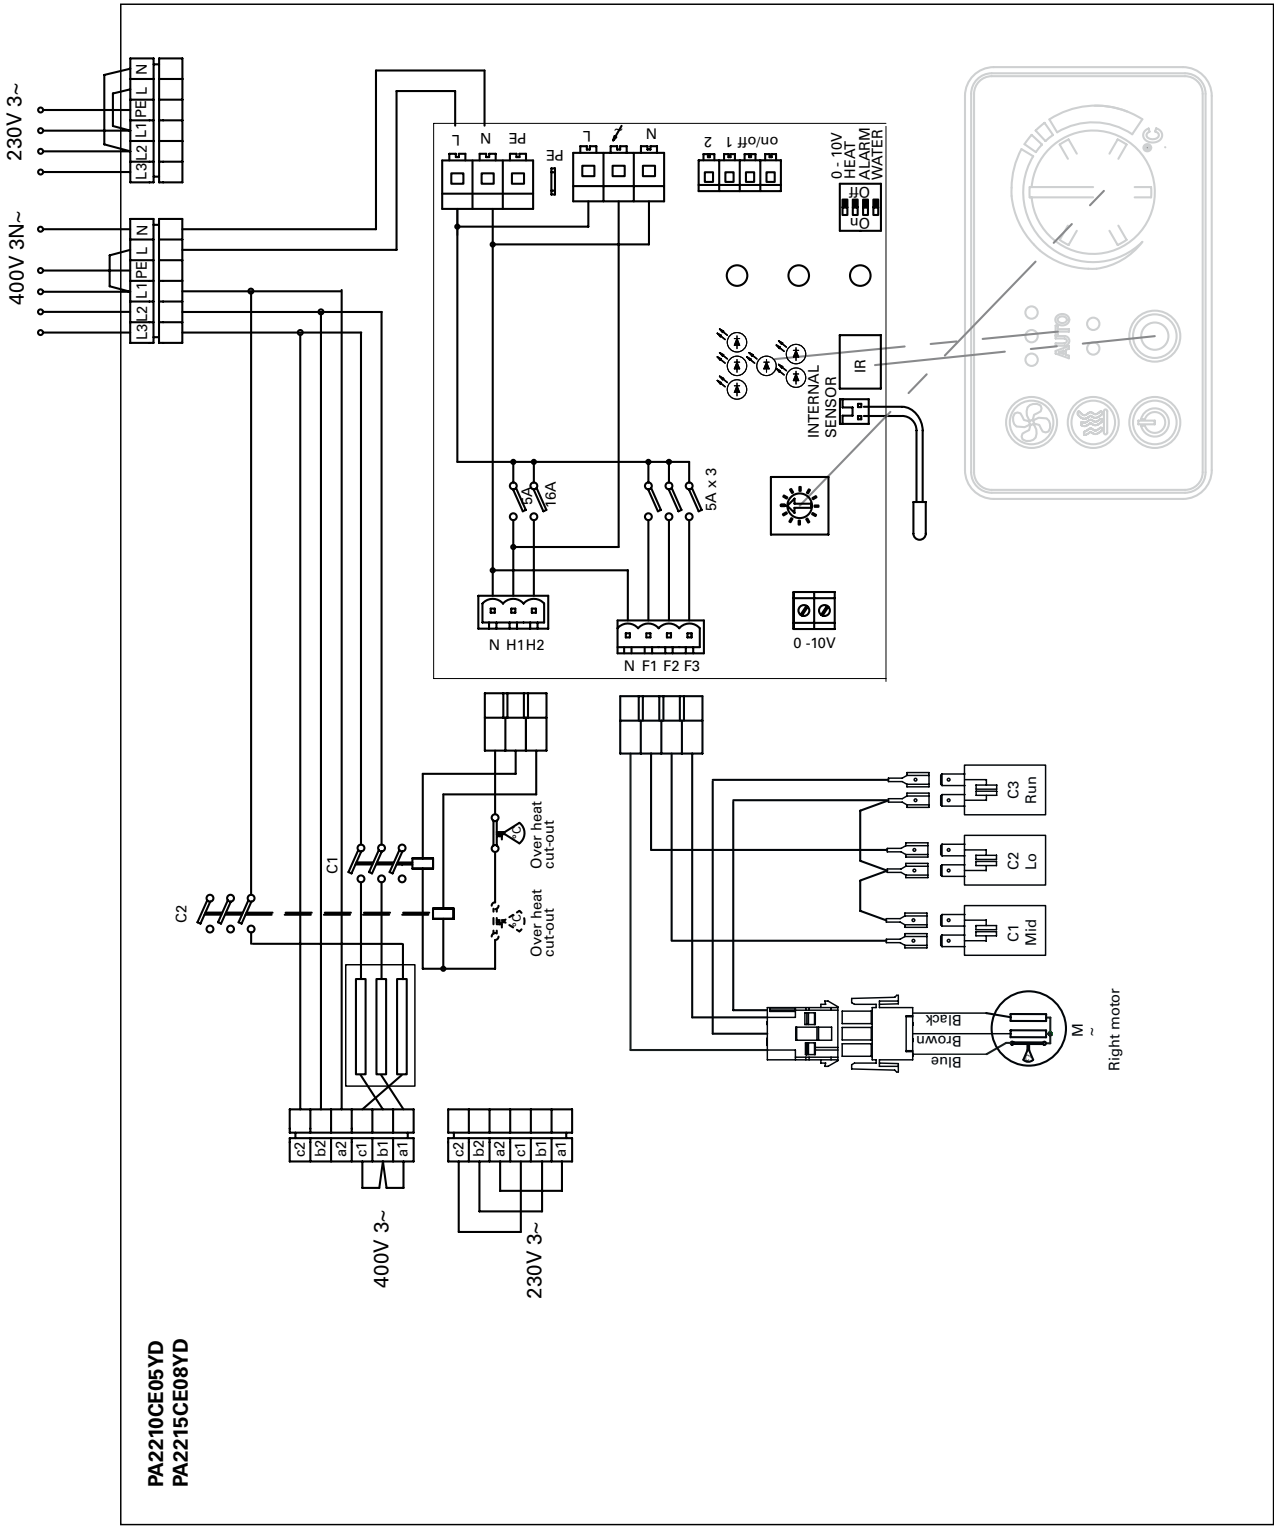 230V 3~
N
L
PE
L1
L2
L3
400V 3N~
N
L
PE
L1
L2
L3
L
N
PE
PE
L
N
2
1
on/off
0 - 10V
HEAT
ALARM
WATER
Off
On
°C
AUTO
IR
INTERNAL
SENSOR
5A
16A
5A x 3
N H1 H2
N F1 F2 F3
0 -10V
C2
C1
Over heat
cut-out
°C
Over heat
cut-out
°C
C3
Run
C2
Lo
C1
Mid
Black
Brown
Blue
M
~
Right motor
c2
b2
a2
c1
b1
a1
400V 3~
c2
b2
a2
c1
b1
a1
230V 3~
PA2210CE05YD
PA2215CE08YD